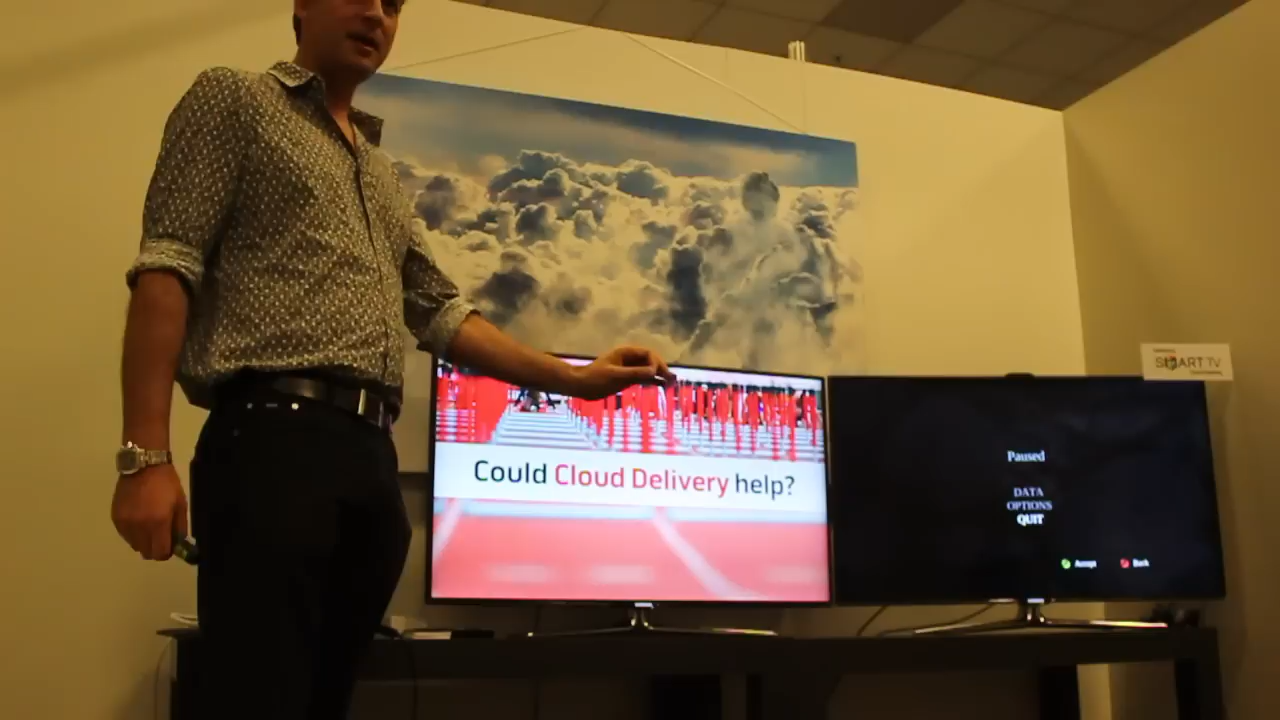 Could Cloud Delivery help?
SMART TV
Paused
DATA
OPTIONS
QUIT
Accept
Back